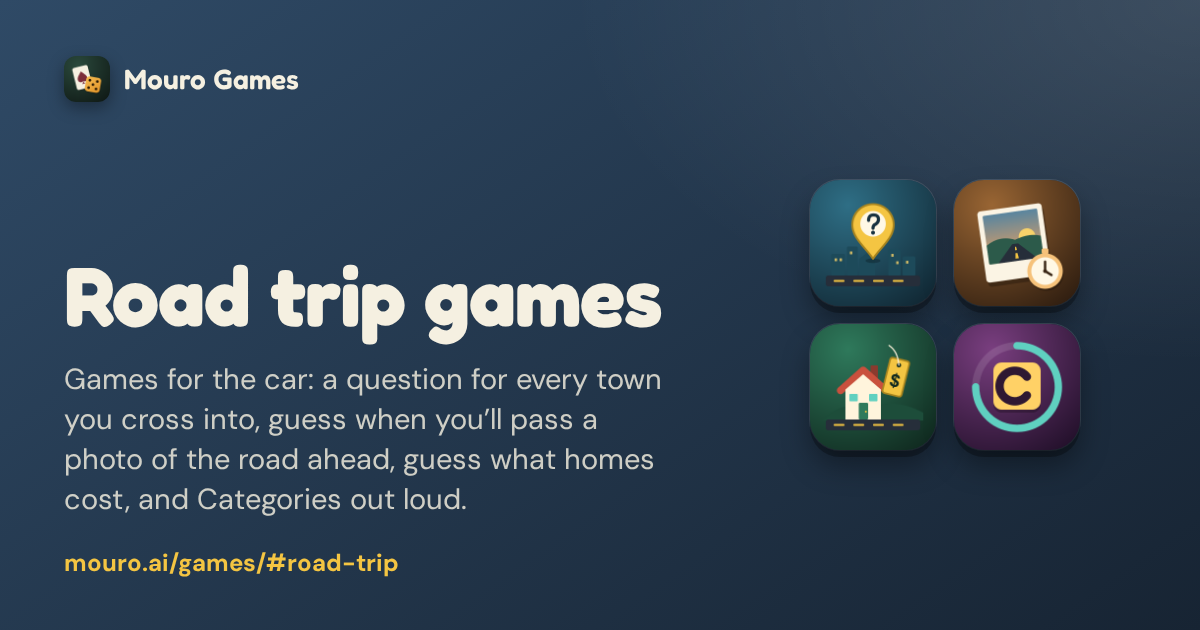 Mouro Games
Road trip games
Games for the car: a question for every town
you cross into, guess when you’ll pass a
photo of the road ahead, guess what homes
cost, and Categories out loud.
mouro.ai/games/#road-trip
?
$
C